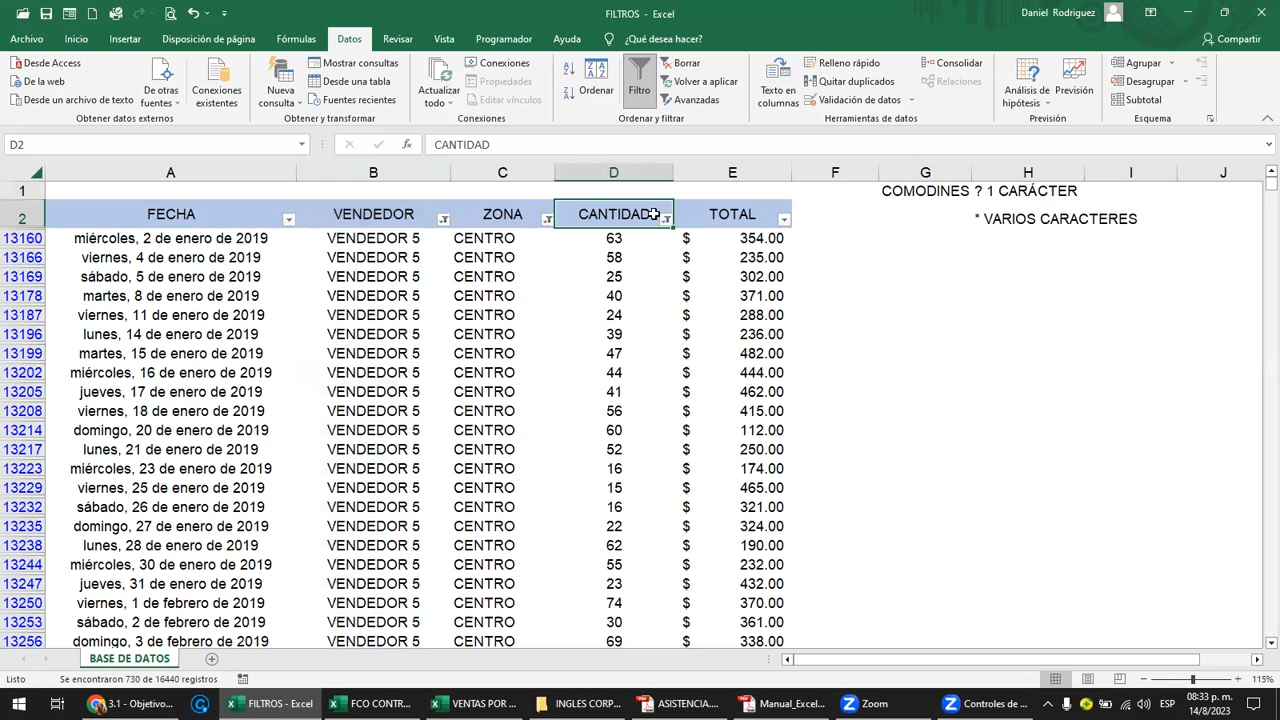 FILTROS - Excel
Daniel Rodriguez
Archivo Inicio Insertar Disposición de página Fórmulas Datos Revisar Vista Programador Ayuda ¿Qué desea hacer? Compartir
Desde Access
De la web
Desde un archivo de texto
De otras fuentes
Conexiones existentes
Obtener datos externos
Nueva consulta
Mostrar consultas
Desde una tabla
Fuentes recientes
Obtener y transformar
Actualizar todo
Conexiones
Propiedades
Editar vínculos
Conexiones
Ordenar
Filtro
Borrar
Volver a aplicar
Avanzadas
Ordenar y filtrar
Texto en columnas
Relleno rápido
Quitar duplicados
Validación de datos
Consolidar
Relaciones
Herramientas de datos
Análisis de hipótesis
Previsión
Previsión
Agrupar
Desagrupar
Subtotal
Esquema
D2 CANTIDAD
A B C D E F G H I J
1 COMODINES ? 1 CARÁCTER
2 FECHA VENDEDOR ZONA CANTIDAD TOTAL * VARIOS CARACTERES
13160 miércoles, 2 de enero de 2019 VENDEDOR 5 CENTRO 63 $ 354.00
13166 viernes, 4 de enero de 2019 VENDEDOR 5 CENTRO 58 $ 235.00
13169 sábado, 5 de enero de 2019 VENDEDOR 5 CENTRO 25 $ 302.00
13178 martes, 8 de enero de 2019 VENDEDOR 5 CENTRO 40 $ 371.00
13187 viernes, 11 de enero de 2019 VENDEDOR 5 CENTRO 24 $ 288.00
13196 lunes, 14 de enero de 2019 VENDEDOR 5 CENTRO 39 $ 236.00
13199 martes, 15 de enero de 2019 VENDEDOR 5 CENTRO 47 $ 482.00
13202 miércoles, 16 de enero de 2019 VENDEDOR 5 CENTRO 44 $ 444.00
13205 jueves, 17 de enero de 2019 VENDEDOR 5 CENTRO 41 $ 462.00
13208 viernes, 18 de enero de 2019 VENDEDOR 5 CENTRO 56 $ 415.00
13214 domingo, 20 de enero de 2019 VENDEDOR 5 CENTRO 60 $ 112.00
13217 lunes, 21 de enero de 2019 VENDEDOR 5 CENTRO 52 $ 250.00
13223 miércoles, 23 de enero de 2019 VENDEDOR 5 CENTRO 16 $ 174.00
13229 viernes, 25 de enero de 2019 VENDEDOR 5 CENTRO 15 $ 465.00
13232 sábado, 26 de enero de 2019 VENDEDOR 5 CENTRO 16 $ 321.00
13235 domingo, 27 de enero de 2019 VENDEDOR 5 CENTRO 22 $ 324.00
13238 lunes, 28 de enero de 2019 VENDEDOR 5 CENTRO 62 $ 190.00
13244 miércoles, 30 de enero de 2019 VENDEDOR 5 CENTRO 55 $ 232.00
13247 jueves, 31 de enero de 2019 VENDEDOR 5 CENTRO 23 $ 432.00
13250 viernes, 1 de febrero de 2019 VENDEDOR 5 CENTRO 74 $ 370.00
13253 sábado, 2 de febrero de 2019 VENDEDOR 5 CENTRO 30 $ 361.00
13256 domingo, 3 de febrero de 2019 VENDEDOR 5 CENTRO 69 $ 338.00
BASE DE DATOS
Listo Se encontraron 730 de 16440 registros 115%
3.1 - Objetivo... FILTROS - Excel FCO CONTR... VENTAS POR ... INGLES CORP... ASISTENCIA.... Manual_Excel... Zoom Controles de ... ESP 08:33 p. m.
14/8/2023